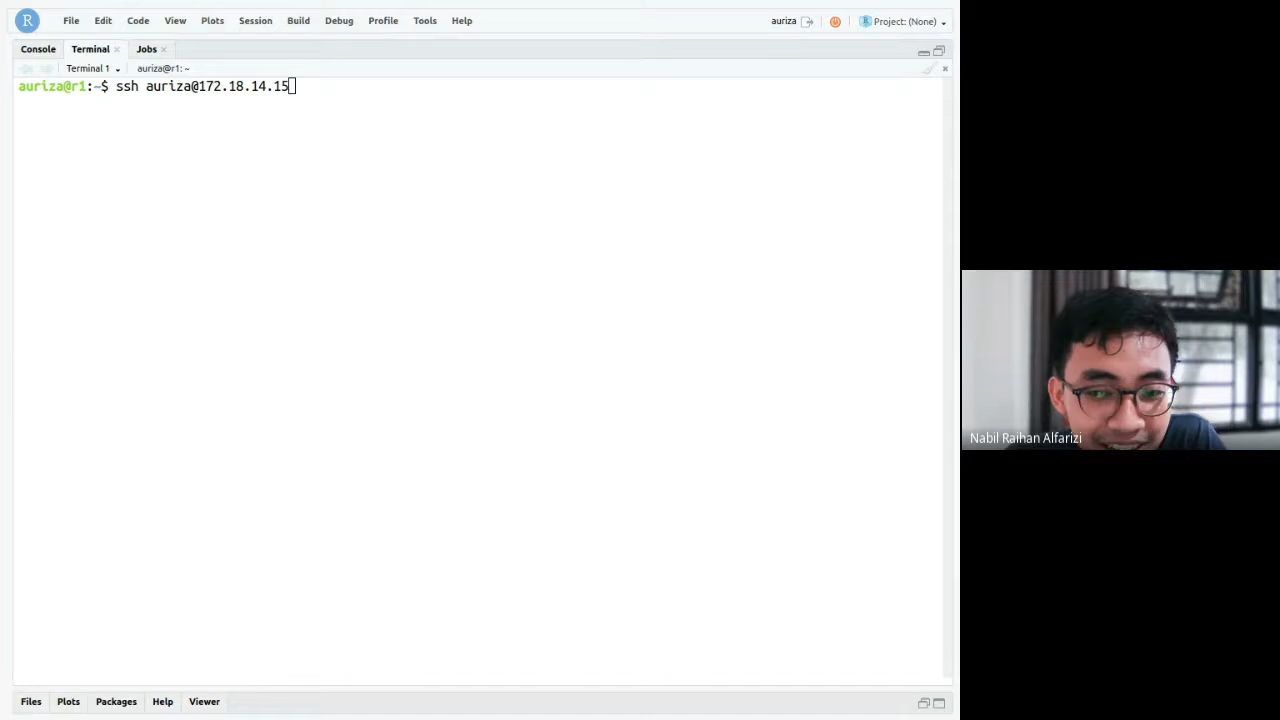 R File Edit Code View Plots Session Build Debug Profile Tools Help auriza R Project: (None)
Console Terminal Jobs
Terminal 1 auriza@r1: ~
auriza@r1:~$ ssh auriza@172.18.14.15
Nabil Raihan Alfarizi
Files Plots Packages Help Viewer